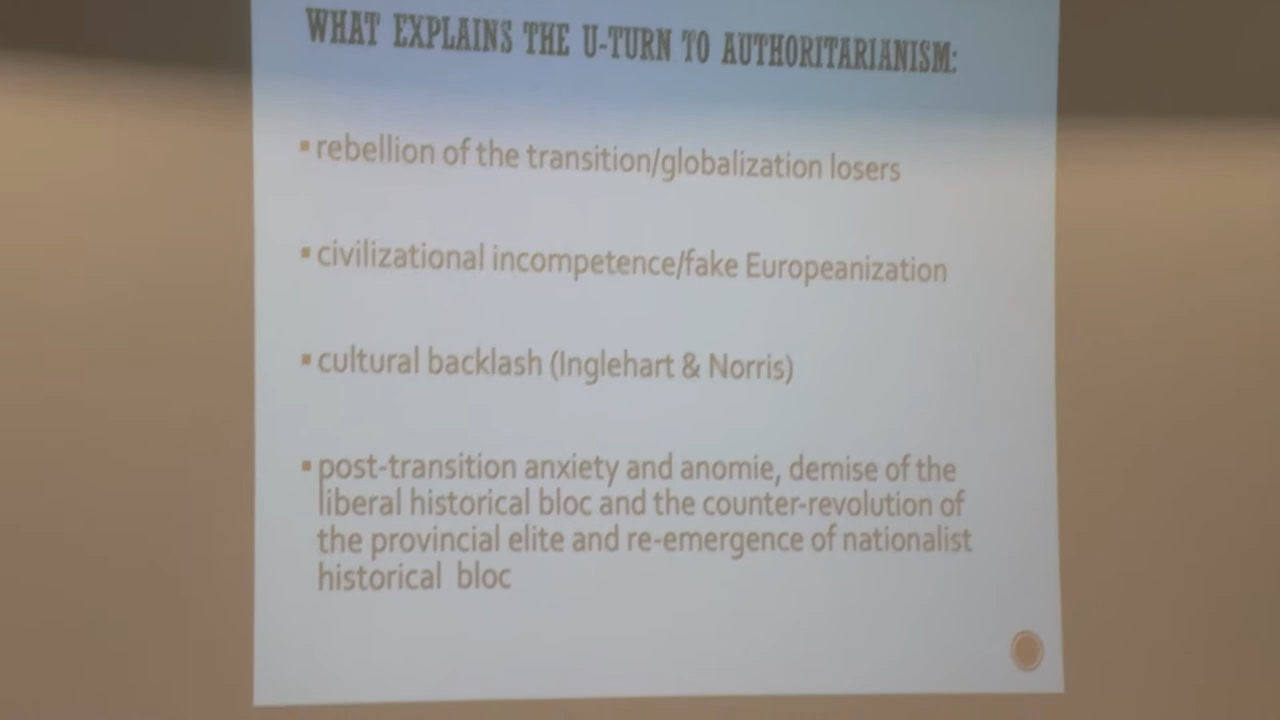 WHAT EXPLAINS THE U-TURN TO AUTHORITARIANISM:
▪ rebellion of the transition/globalization losers
▪ civilizational incompetence/fake Europeanization
▪ cultural backlash (Inglehart & Norris)
▪ post-transition anxiety and anomie, demise of the
liberal historical bloc and the counter-revolution of
the provincial elite and re-emergence of nationalist
historical bloc